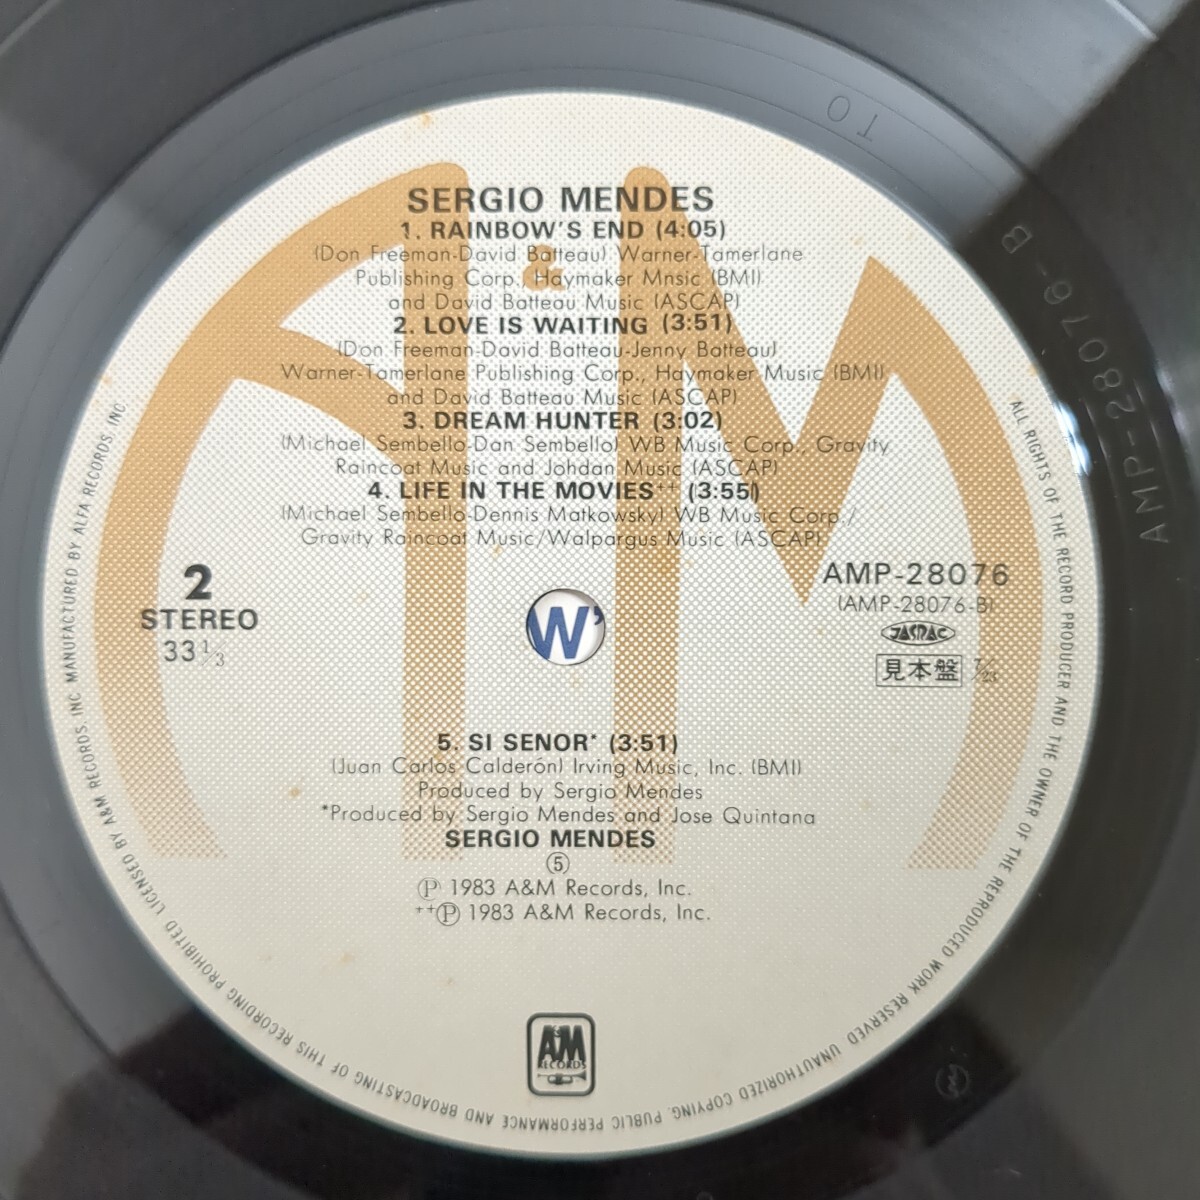 SERGIO MENDES
1. RAINBOW'S END (4:05)
(Don Freeman-David Batteau) Warner-Tamerlane
Publishing Corp., Haymaker Mnsic (BMI)
and David Batteau Music (ASCAP)
2. LOVE IS WAITING (3:51)
(Don Freeman-David Batteau-Jenny Batteau)
Warner-Tamerlane Publishing Corp., Haymaker Music (BMI)
and David Batteau Music (ASCAP)
3. DREAM HUNTER (3:02)
(Michael Sembello-Dan Sembello) WB Music Corp., Gravity
Raincoat Music and Johdan Music (ASCAP)
4. LIFE IN THE MOVIES++ (3:55)
(Michael Sembello-Dennis Matkowsky) WB Music Corp./
Gravity Raincoat Music/Walpargus Music (ASCAP)
2
STEREO
33 1/3
W'
AMP-28076
(AMP-28076-B)
JASRAC
見本盤 7/23
5. SI SENOR* (3:51)
(Juan Carlos Calderón) Irving Music, Inc. (BMI)
Produced by Sergio Mendes
*Produced by Sergio Mendes and Jose Quintana
SERGIO MENDES
⑤
Ⓟ 1983 A&M Records, Inc.
++Ⓟ 1983 A&M Records, Inc.
A&M
RECORDS
A&M
MANUFACTURED BY ALFA RECORDS, INC
ALL RIGHTS OF THE RECORD PRODUCER AND THE OWNER OF THE REPRODUCED WORK RESERVED. UNAUTHORIZED COPYING, PUBLIC PERFORMANCE AND BROADCASTING OF THIS RECORDING PROHIBITED LICENSED BY A&M RECORDS, INC
AMP-28076-B
TO